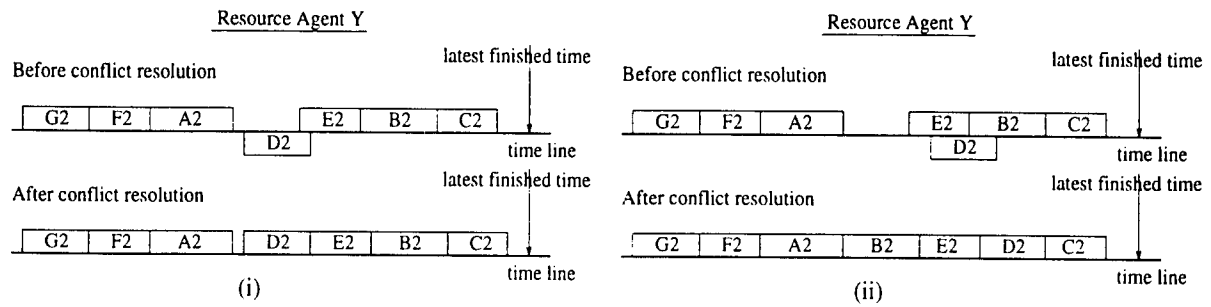 Resource Agent Y
latest finished time
Before conflict resolution
G2 F2 A2 E2 B2 C2
D2
time line
latest finished time
After conflict resolution
G2 F2 A2 D2 E2 B2 C2
time line
(i)
Resource Agent Y
latest finished time
Before conflict resolution
G2 F2 A2 E2 B2 C2
D2
time line
latest finished time
After conflict resolution
G2 F2 A2 B2 E2 D2 C2
time line
(ii)